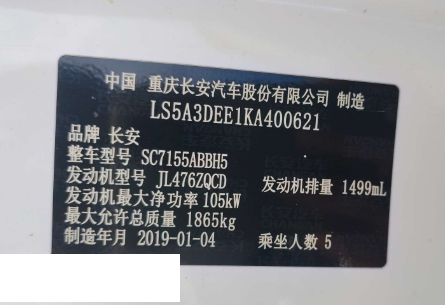 中国 重庆长安汽车股份有限公司 制造
LS5A3DEE1KA400621
品牌 长安
整车型号 SC7155ABBH5
发动机型号 JL476ZQCD 发动机排量 1499mL
发动机最大净功率 105kW
最大允许总质量 1865kg
制造年月 2019-01-04 乘坐人数 5